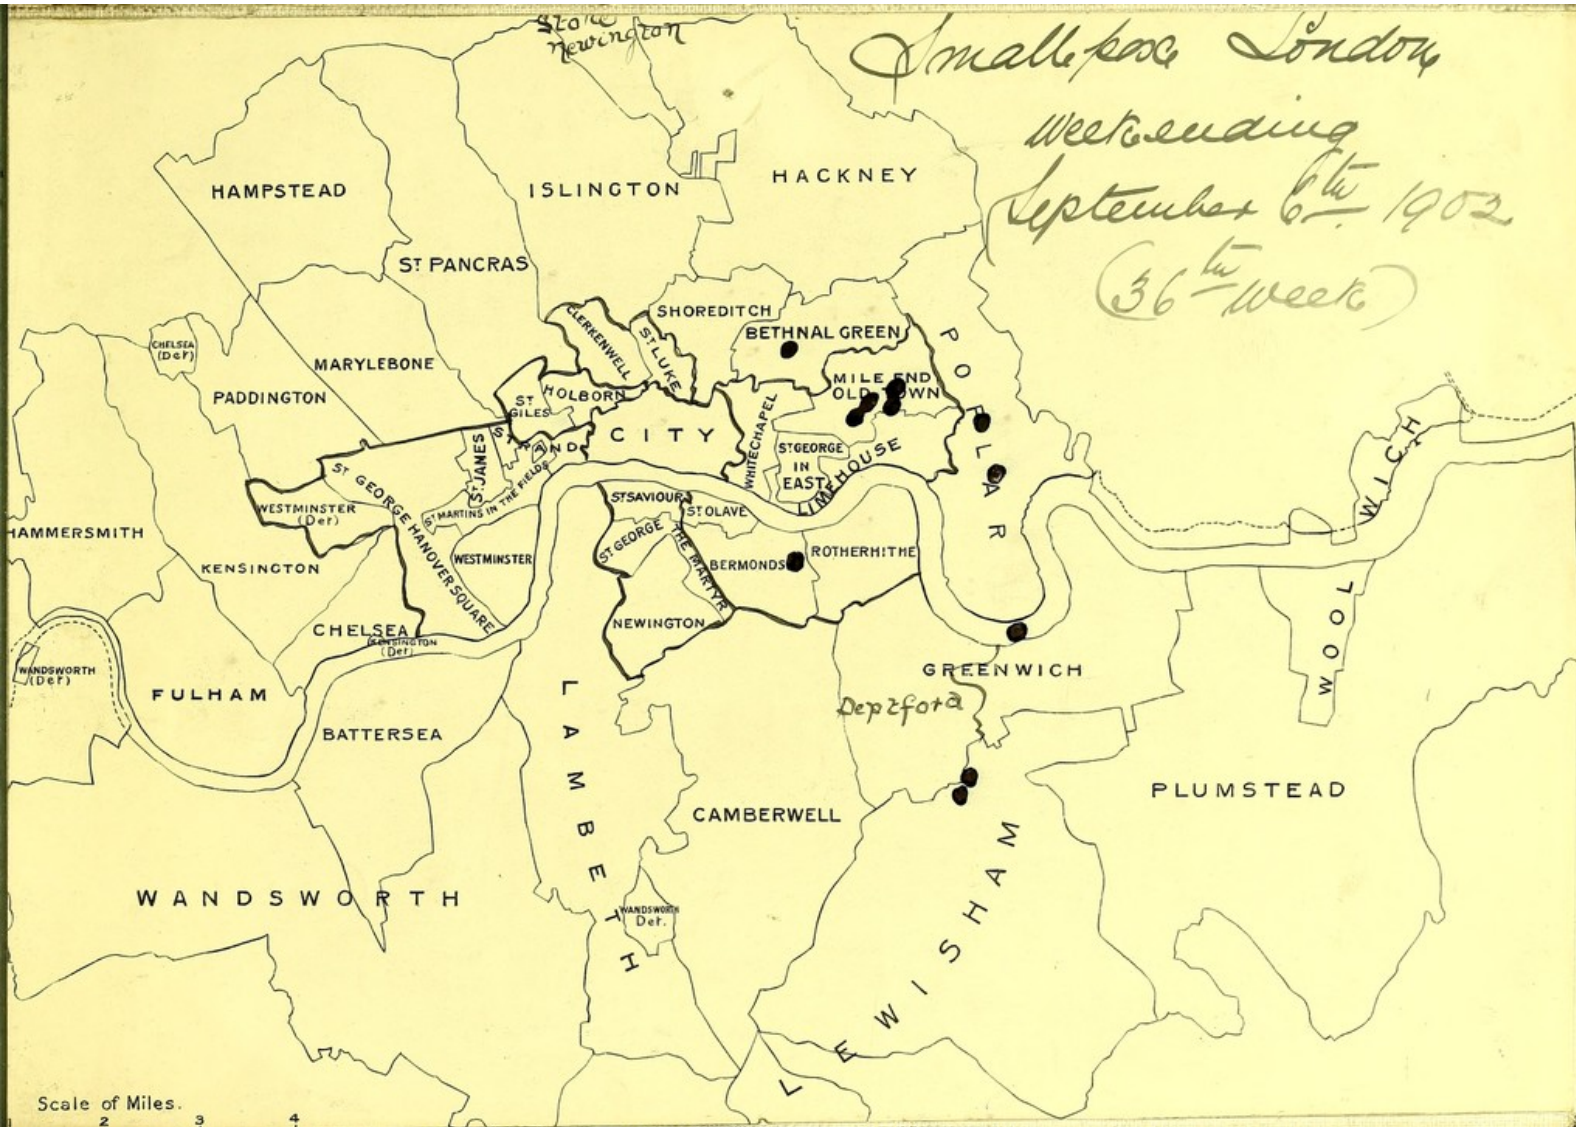 Stoke
Newington
Smallpox London
Week ending
September 6th 1902
(36th week)
HAMPSTEAD
ISLINGTON
HACKNEY
ST PANCRAS
SHOREDITCH
CLERKENWELL
ST LUKE
BETHNAL GREEN
POPLAR
CHELSEA
(Det)
MARYLEBONE
PADDINGTON
ST
GILES
HOLBORN
MILE END
OLD TOWN
CITY
WHITECHAPEL
STRAND
ST JAMES
ST GEORGE
IN
EAST
LIMEHOUSE
ST GEORGE HANOVER SQUARE
ST MARTINS IN THE FIELDS
WESTMINSTER
(Det)
ST SAVIOUR
ST OLAVE
WOOLWICH
HAMMERSMITH
KENSINGTON
WESTMINSTER
ST GEORGE THE MARTYR
BERMONDS
ROTHERHITHE
NEWINGTON
CHELSEA
KENSINGTON
(Det)
WANDSWORTH
(Det)
FULHAM
GREENWICH
Deptford
BATTERSEA
LAMBETH
CAMBERWELL
PLUMSTEAD
WANDSWORTH
WANDSWORTH
Det.
LEWISHAM
Scale of Miles.
2 3 4